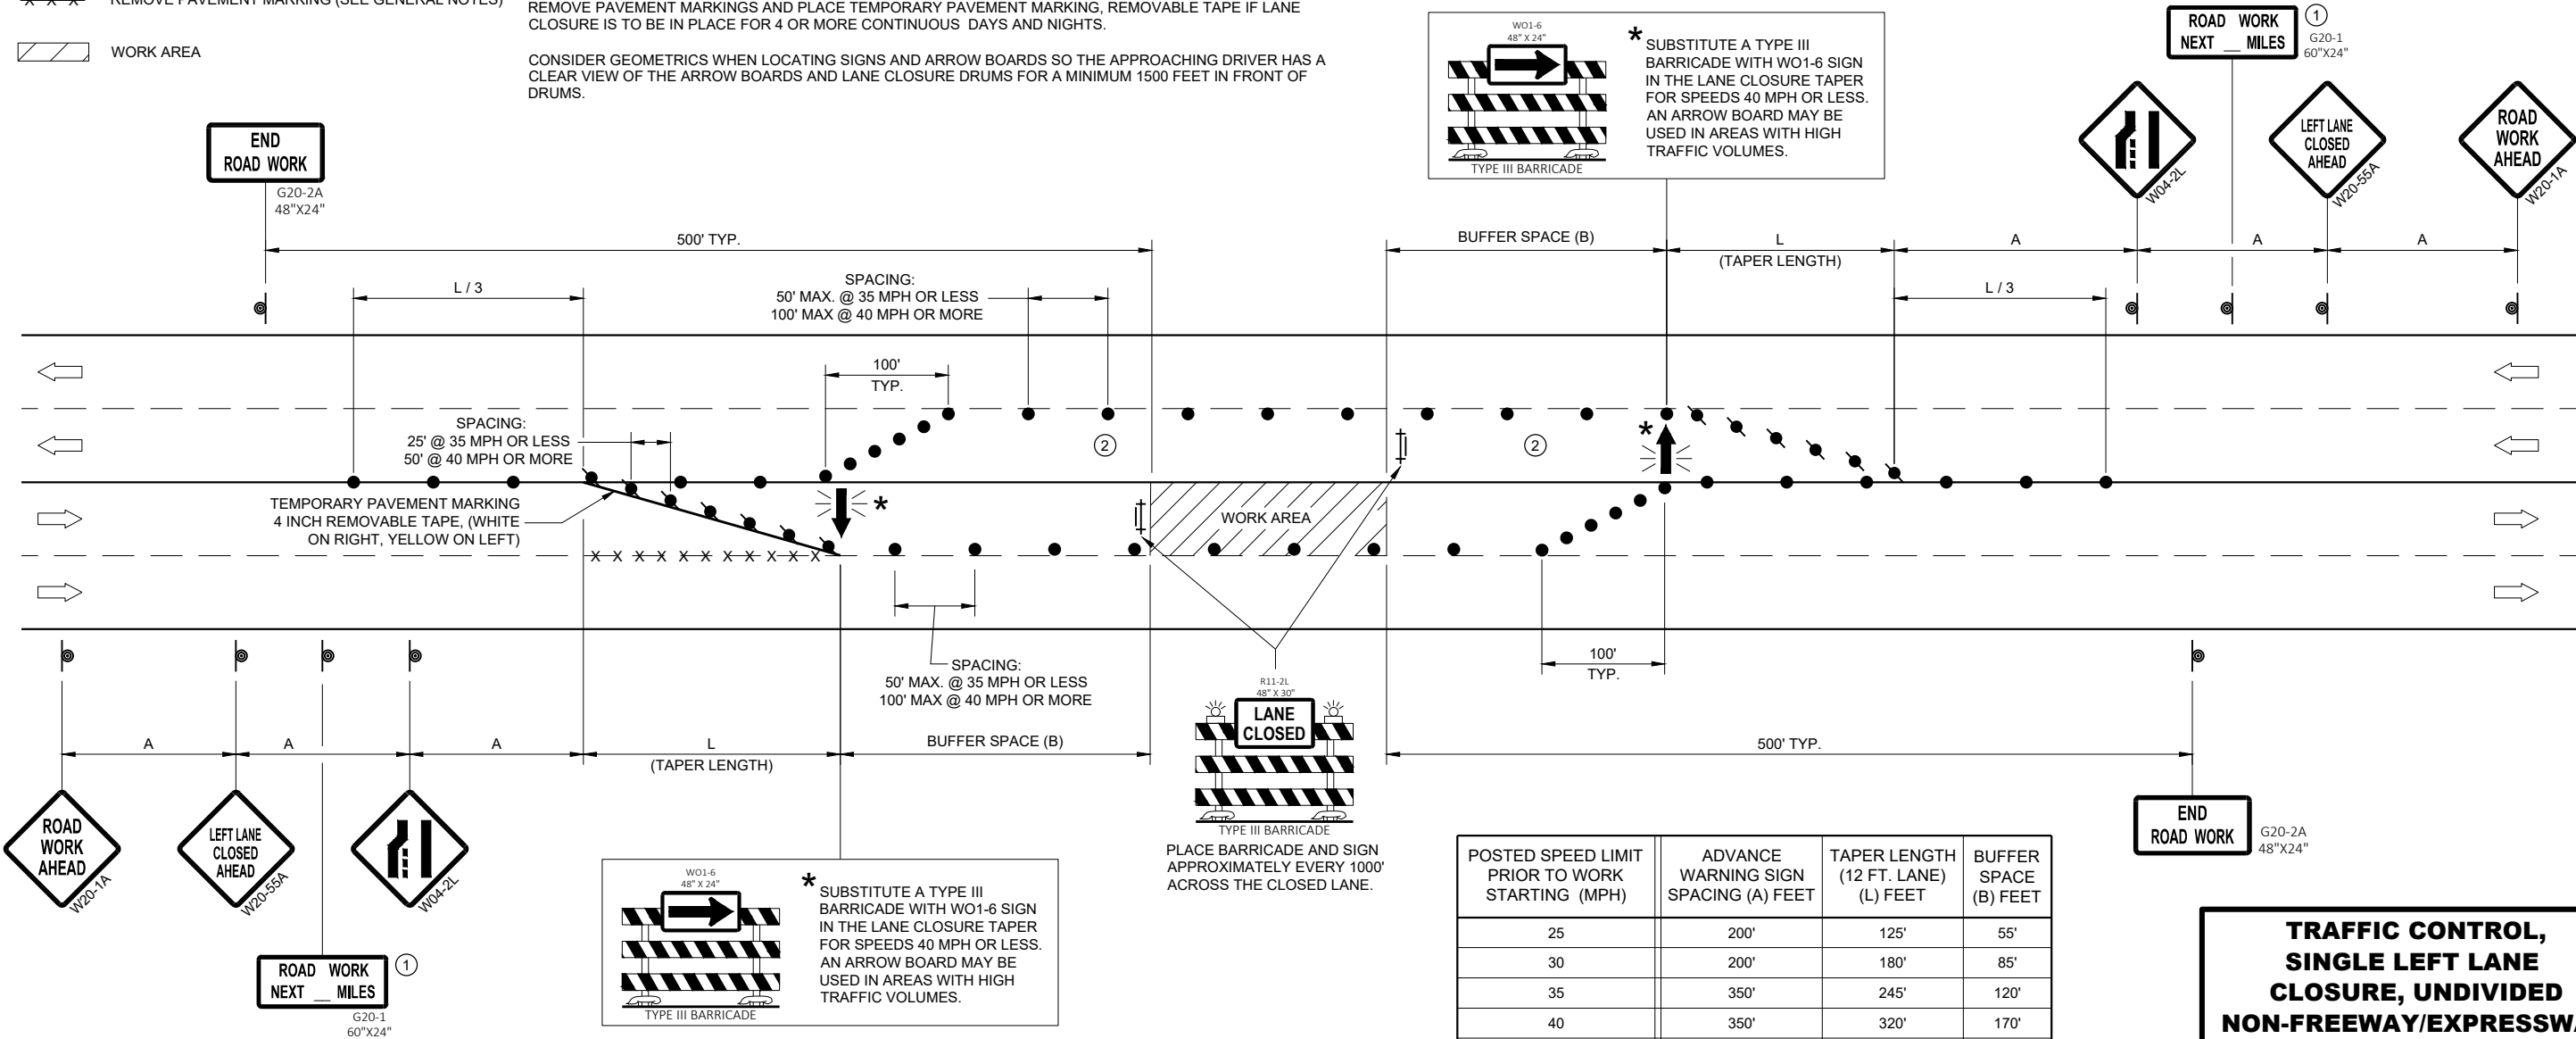 REMOVE PAVEMENT MARKING (SEE GENERAL NOTES)
WORK AREA
REMOVE PAVEMENT MARKINGS AND PLACE TEMPORARY PAVEMENT MARKING, REMOVABLE TAPE IF LANE
CLOSURE IS TO BE IN PLACE FOR 4 OR MORE CONTINUOUS DAYS AND NIGHTS.
CONSIDER GEOMETRICS WHEN LOCATING SIGNS AND ARROW BOARDS SO THE APPROACHING DRIVER HAS A
CLEAR VIEW OF THE ARROW BOARDS AND LANE CLOSURE DRUMS FOR A MINIMUM 1500 FEET IN FRONT OF
DRUMS.
WO1-6
48" X 24"
TYPE III BARRICADE
* SUBSTITUTE A TYPE III
BARRICADE WITH WO1-6 SIGN
IN THE LANE CLOSURE TAPER
FOR SPEEDS 40 MPH OR LESS.
AN ARROW BOARD MAY BE
USED IN AREAS WITH HIGH
TRAFFIC VOLUMES.
ROAD WORK
NEXT __ MILES
1
G20-1
60"X24"
W04-2L
LEFT LANE
CLOSED
AHEAD
W20-55A
ROAD
WORK
AHEAD
W20-1A
END
ROAD WORK
G20-2A
48"X24"
500' TYP.
BUFFER SPACE (B)
L
(TAPER LENGTH)
A
A
A
L / 3
SPACING:
50' MAX. @ 35 MPH OR LESS
100' MAX @ 40 MPH OR MORE
L / 3
100'
TYP.
SPACING:
25' @ 35 MPH OR LESS
50' @ 40 MPH OR MORE
2
2
*
TEMPORARY PAVEMENT MARKING
4 INCH REMOVABLE TAPE, (WHITE
ON RIGHT, YELLOW ON LEFT)
*
WORK AREA
X X X X X X X X X X X
SPACING:
50' MAX. @ 35 MPH OR LESS
100' MAX @ 40 MPH OR MORE
100'
TYP.
R11-2L
48" X 30"
LANE
CLOSED
TYPE III BARRICADE
PLACE BARRICADE AND SIGN
APPROXIMATELY EVERY 1000'
ACROSS THE CLOSED LANE.
A
A
A
L
(TAPER LENGTH)
BUFFER SPACE (B)
500' TYP.
ROAD
WORK
AHEAD
W20-1A
LEFT LANE
CLOSED
AHEAD
W20-55A
W04-2L
ROAD WORK
NEXT __ MILES
1
G20-1
60"X24"
WO1-6
48" X 24"
TYPE III BARRICADE
* SUBSTITUTE A TYPE III
BARRICADE WITH WO1-6 SIGN
IN THE LANE CLOSURE TAPER
FOR SPEEDS 40 MPH OR LESS.
AN ARROW BOARD MAY BE
USED IN AREAS WITH HIGH
TRAFFIC VOLUMES.
END
ROAD WORK
G20-2A
48"X24"
POSTED SPEED LIMIT PRIOR TO WORK STARTING (MPH) ADVANCE WARNING SIGN SPACING (A) FEET TAPER LENGTH (12 FT. LANE) (L) FEET BUFFER SPACE (B) FEET
25 200' 125' 55'
30 200' 180' 85'
35 350' 245' 120'
40 350' 320' 170'
TRAFFIC CONTROL,
SINGLE LEFT LANE
CLOSURE, UNDIVIDED